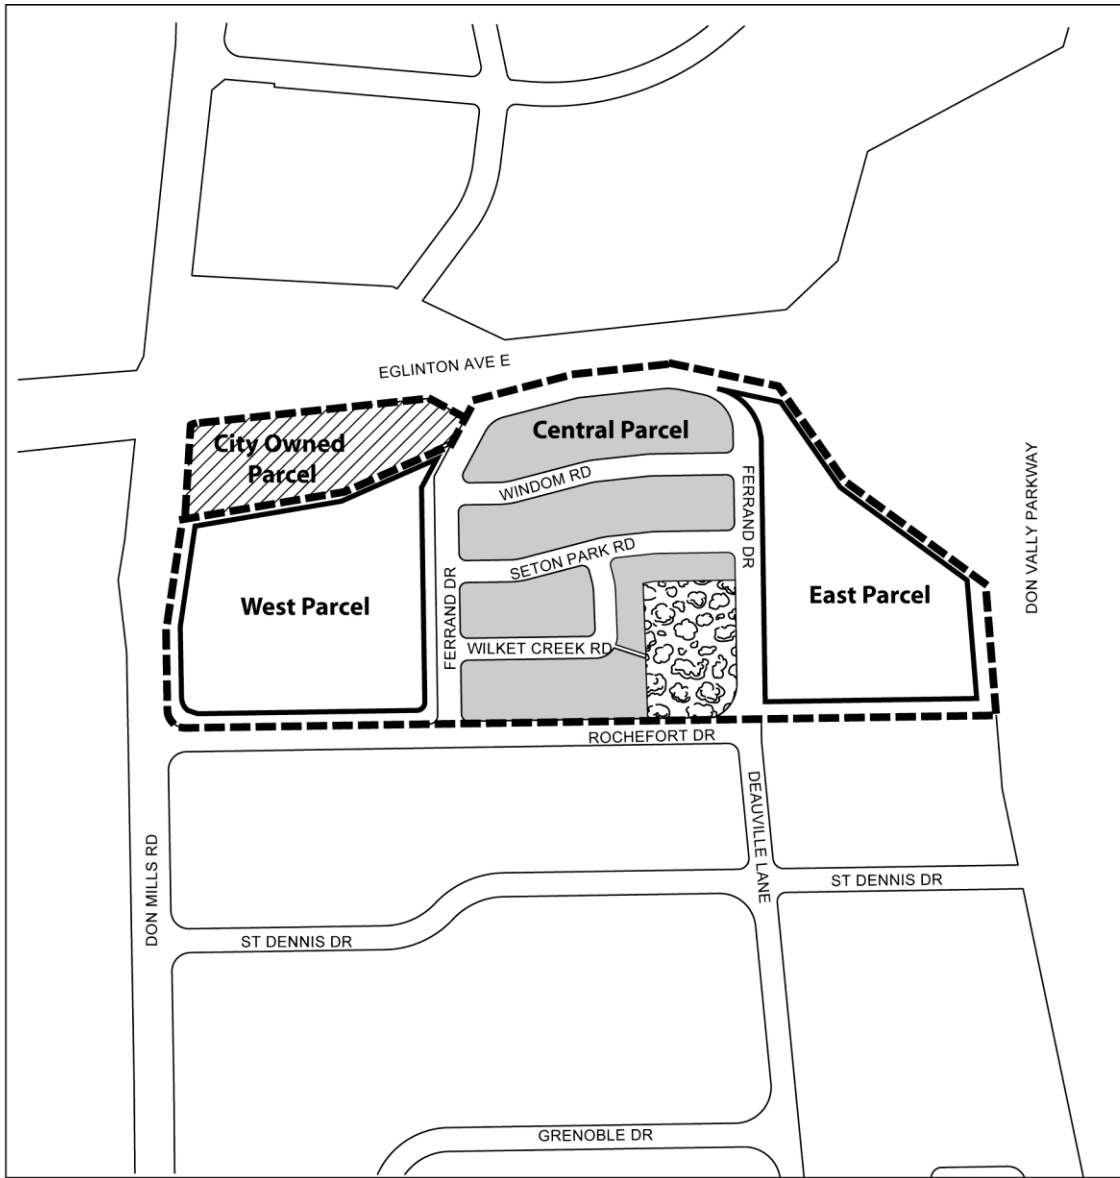 EGLINTON AVE E
City Owned
Parcel
Central Parcel
WINDOM RD
FERRAND DR
DON VALLY PARKWAY
SETON PARK RD
FERRAND DR
West Parcel
East Parcel
WILKET CREEK RD
ROCHEFORT DR
DEAUVILLE LANE
DON MILLS RD
ST DENNIS DR
ST DENNIS DR
GRENOBLE DR